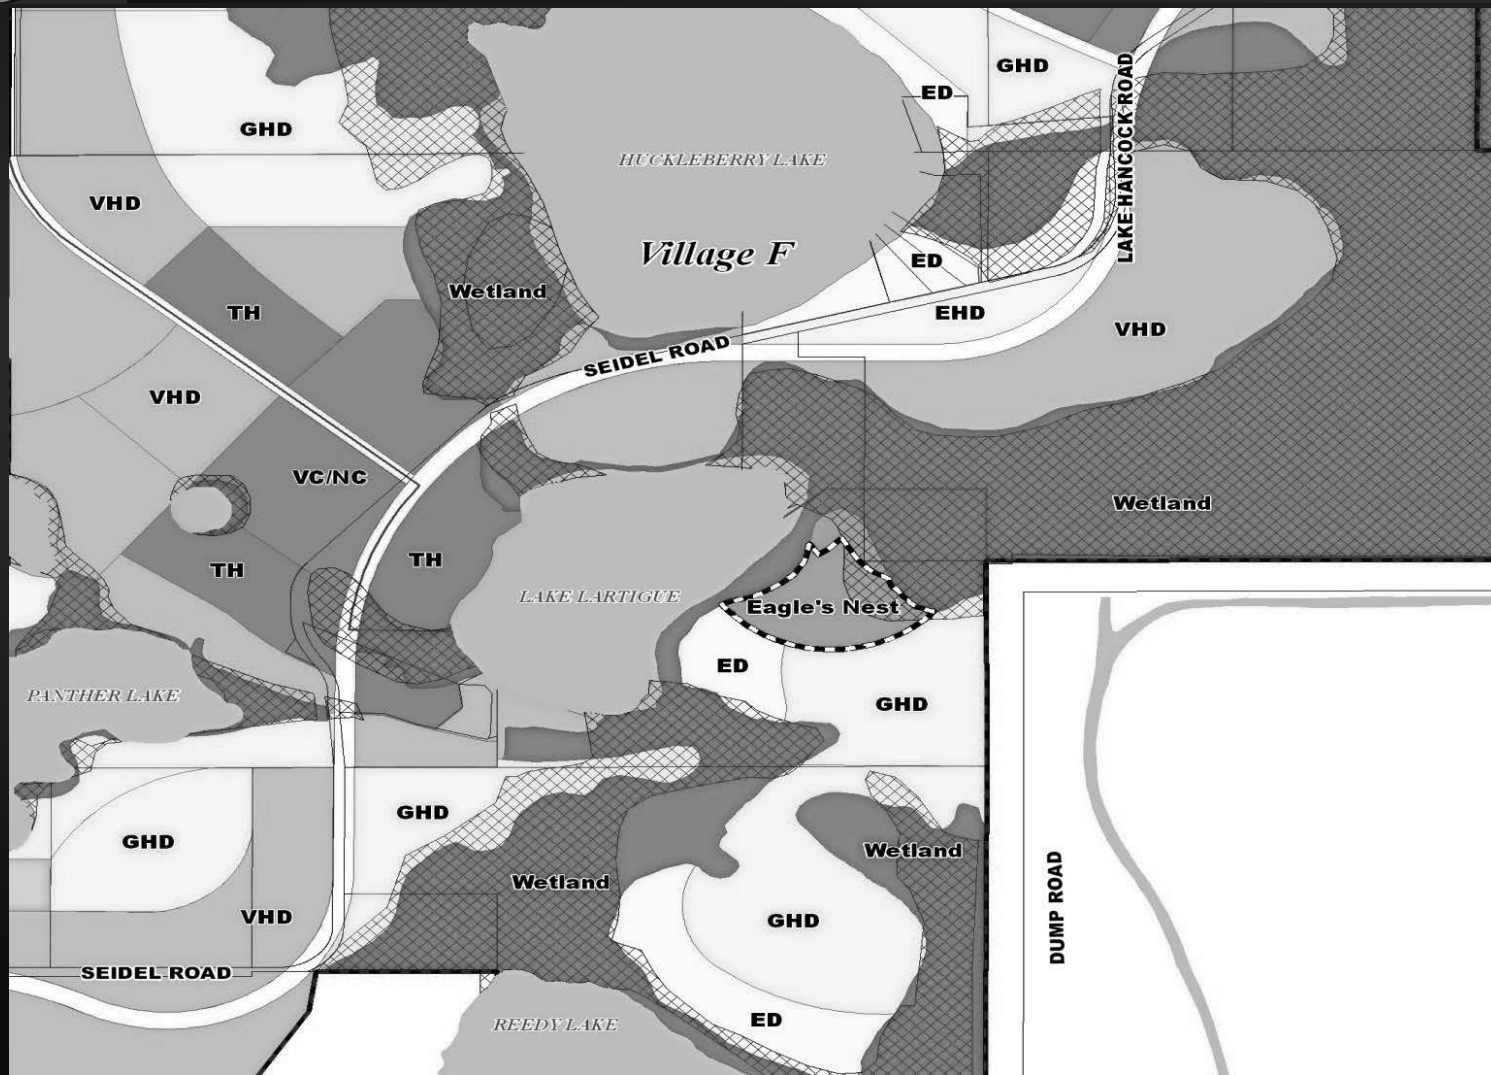 GHD
ED
LAKE HANCOCK ROAD
GHD
HUCKLEBERRY LAKE
VHD
Village F
ED
Wetland
TH
EHD
VHD
SEIDEL ROAD
VHD
VC/NC
Wetland
TH
TH
LAKE LARTIGUE
Eagle's Nest
ED
PANTHER LAKE
GHD
GHD
GHD
Wetland
Wetland
DUMP ROAD
VHD
GHD
SEIDEL ROAD
ED
REEDY LAKE